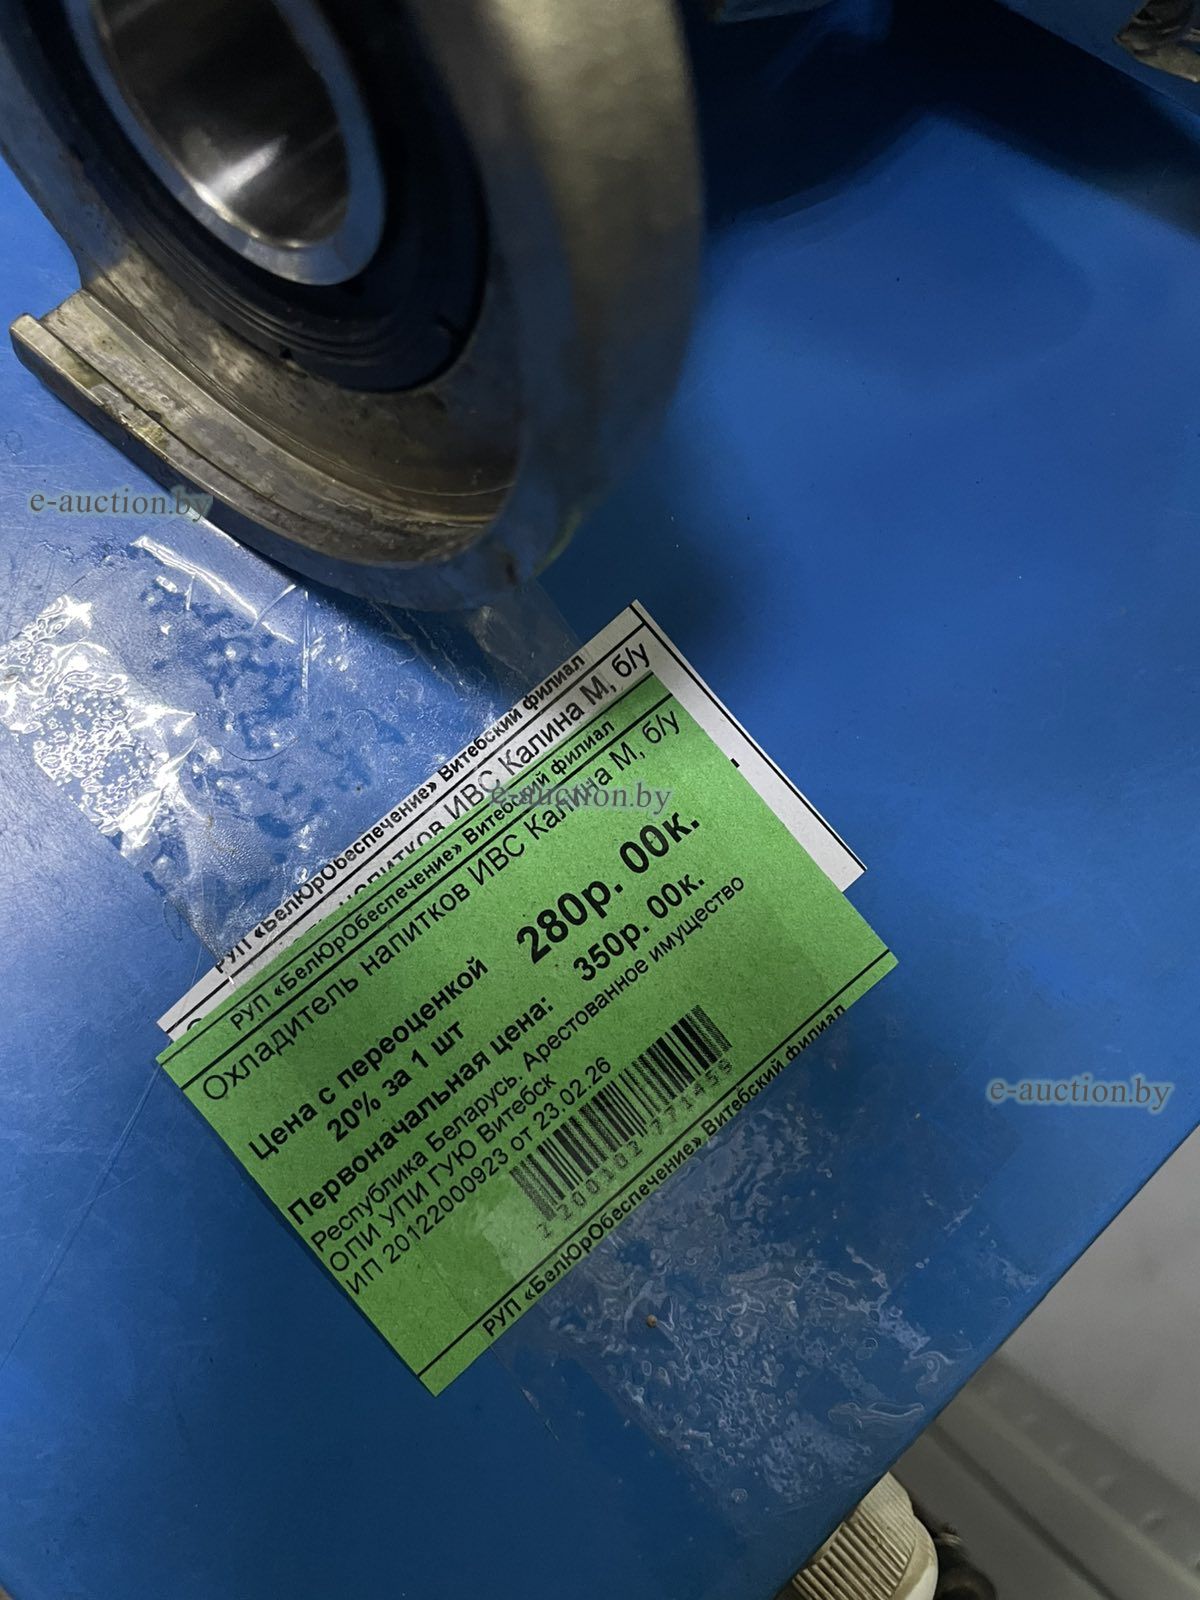 e-auction.by
РУП «БелЮрОбеспечение» Витебский филиал
напитков ИВС Калина М, б/у
РУП «БелЮрОбеспечение» Витебский филиал
Охладитель напитков ИВС Калина М, б/у
e-auction.by
Цена с переоценкой 280р. 00к.
20% за 1 шт
Первоначальная цена: 350р. 00к.
Республика Беларусь, Арестованное имущество
ОПИ УПИ ГУЮ Витебск
ИП 20122000923 от 23.02.26
РУП «БелЮрОбеспечение» Витебский филиал
e-auction.by